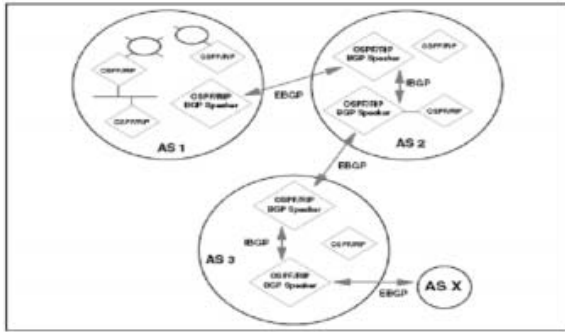 OSPF/RIP
OSPF/RIP
OSPF/RIP
OSPF/RIP
BGP Speaker
AS 1
EBGP
OSPF/RIP
BGP Speaker
OSPF/RIP
IBGP
OSPF/RIP
BGP Speaker
OSPF/RIP
AS 2
EBGP
OSPF/RIP
BGP Speaker
IBGP
OSPF/RIP
AS 3
OSPF/RIP
BGP Speaker
EBGP
AS X